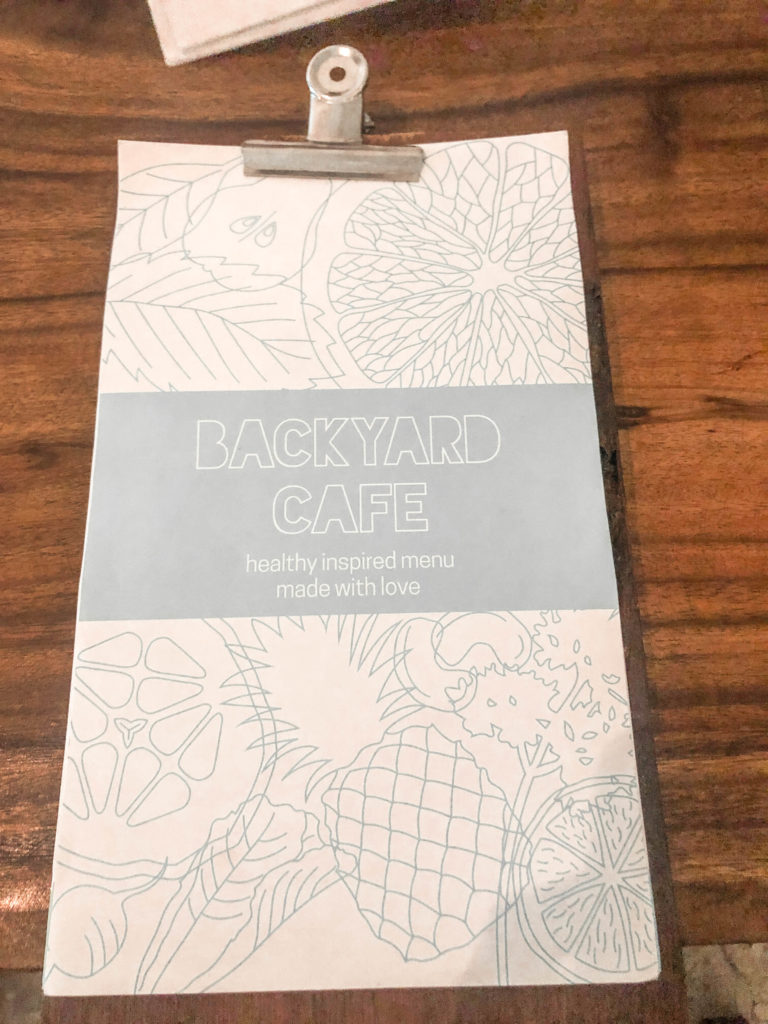 BACKYARD
CAFE
healthy inspired menu
made with love